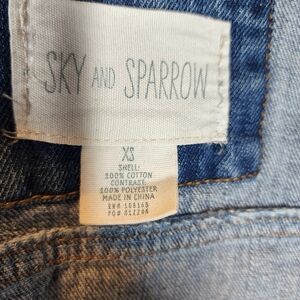 SKY AND SPARROW
XS
SHELL:
100% COTTON
CONTRAST:
100% POLYESTER
MADE IN CHINA